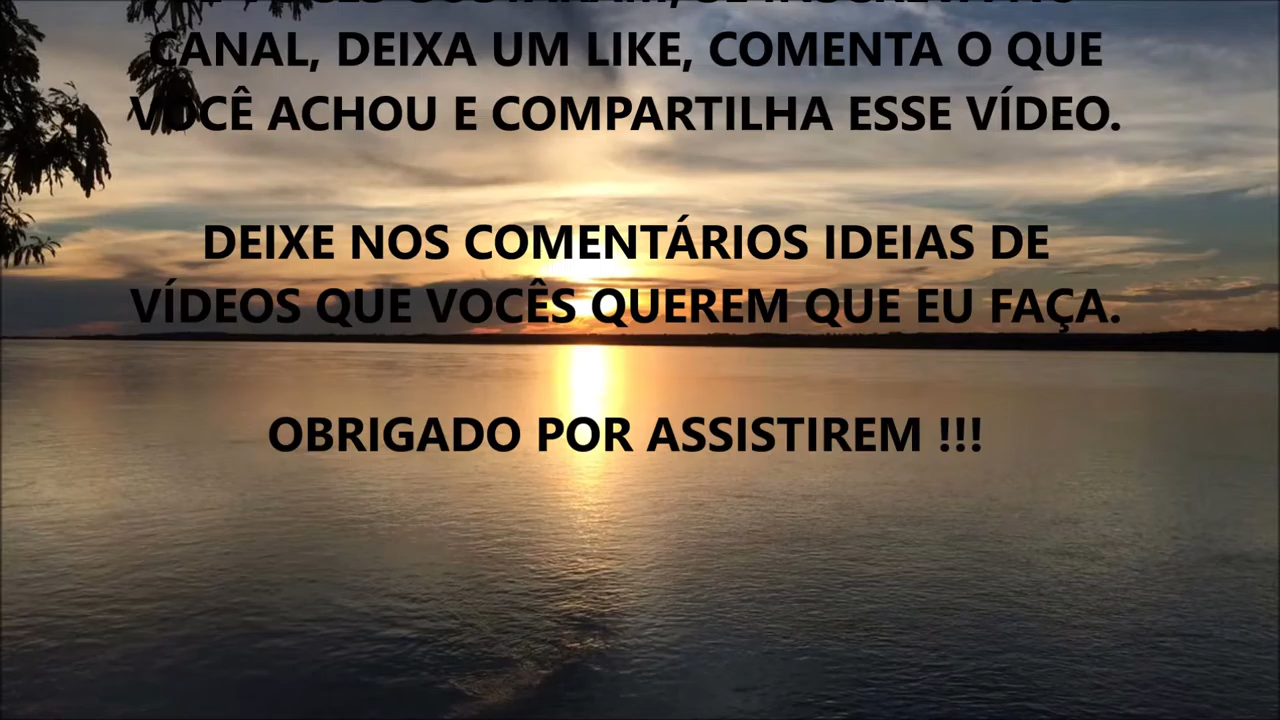 CANAL, DEIXA UM LIKE, COMENTA O QUE
VOCÊ ACHOU E COMPARTILHA ESSE VÍDEO.
DEIXE NOS COMENTÁRIOS IDEIAS DE
VÍDEOS QUE VOCÊS QUEREM QUE EU FAÇA.
OBRIGADO POR ASSISTIREM !!!